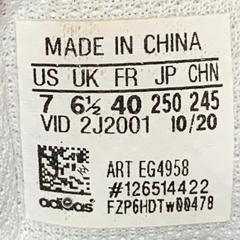 MADE IN CHINA
US UK FR JP CHN
7 6½ 40 250 245
VID 2J2001 10/20
ART EG4958
#126514422
adidas FZP6HDTw00478